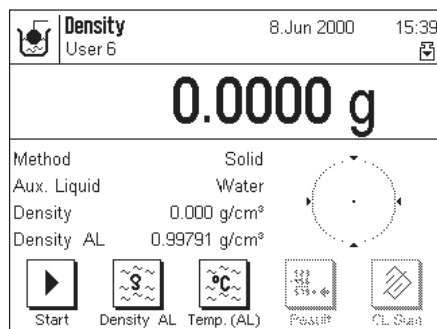 Density 8.Jun 2000 15:39
User 6
0.0000 g
Method Solid
Aux. Liquid Water
Density 0.000 g/cm³
Density AL 0.99791 g/cm³
°C
Start Density AL Temp. (AL) Result